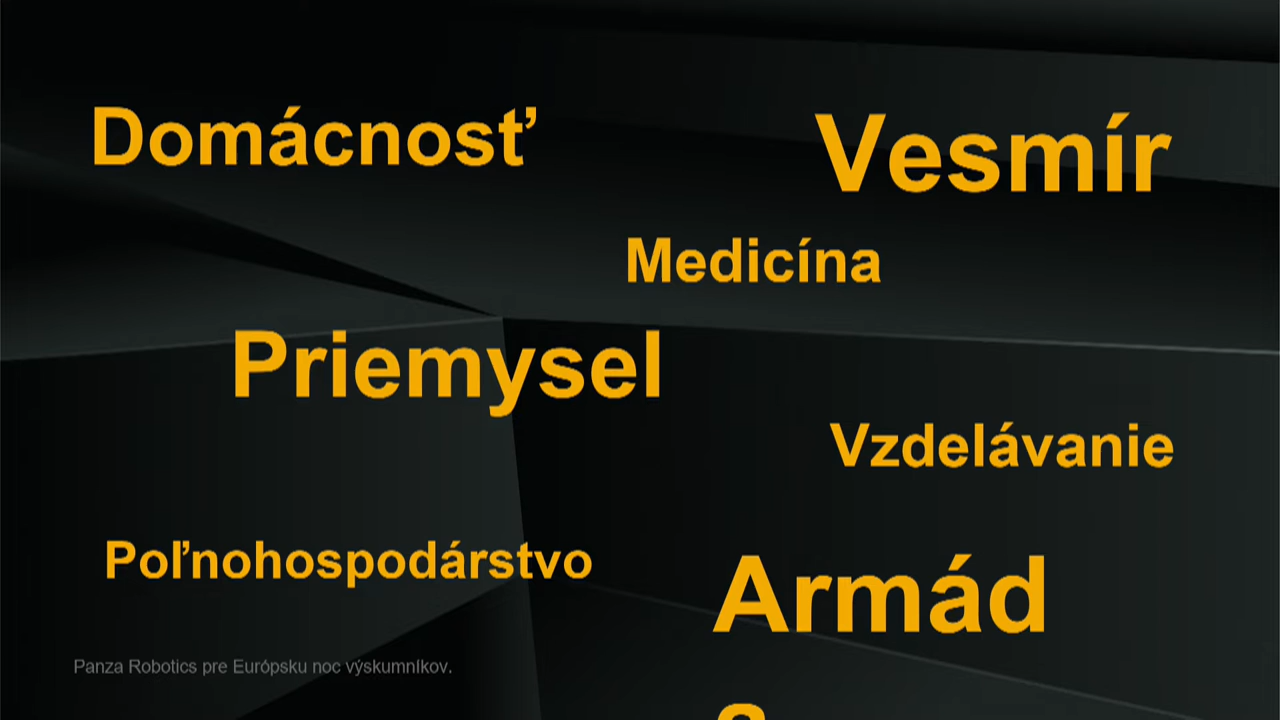 Domácnosť
Vesmír
Medicína
Priemysel
Vzdelávanie
Poľnohospodárstvo
Armád
a
Panza Robotics pre Európsku noc výskumníkov.